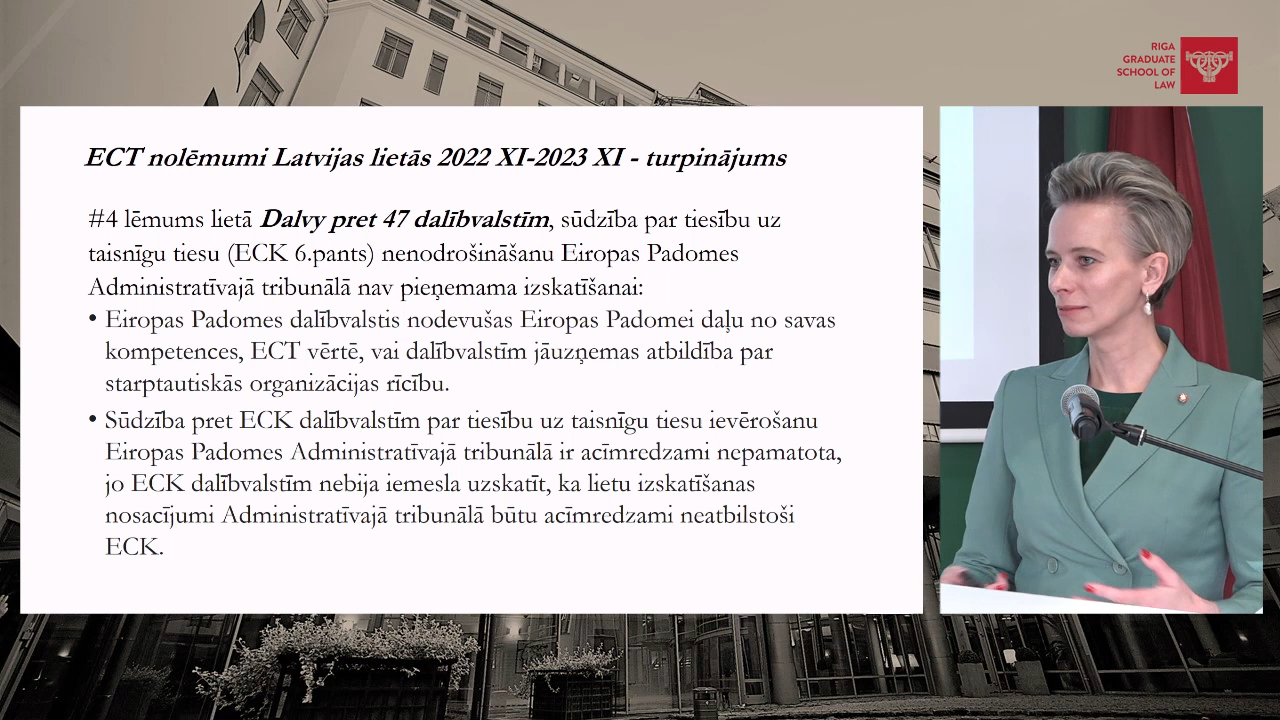 RIGA
GRADUATE
SCHOOL OF
LAW
ECT nolēmumi Latvijas lietās 2022 XI-2023 XI - turpinājums
#4 lēmums lietā Dalvy pret 47 dalībvalstīm, sūdzība par tiesību uz
taisnīgu tiesu (ECK 6.pants) nenodrošināšanu Eiropas Padomes
Administratīvajā tribunālā nav pieņemama izskatīšanai:
• Eiropas Padomes dalībvalstis nodevušas Eiropas Padomei daļu no savas
kompetences, ECT vērtē, vai dalībvalstīm jāuzņemas atbildība par
starptautiskās organizācijas rīcību.
• Sūdzība pret ECK dalībvalstīm par tiesību uz taisnīgu tiesu ievērošanu
Eiropas Padomes Administratīvajā tribunālā ir acīmredzami nepamatota,
jo ECK dalībvalstīm nebija iemesla uzskatīt, ka lietu izskatīšanas
nosacījumi Administratīvajā tribunālā būtu acīmredzami neatbilstoši
ECK.